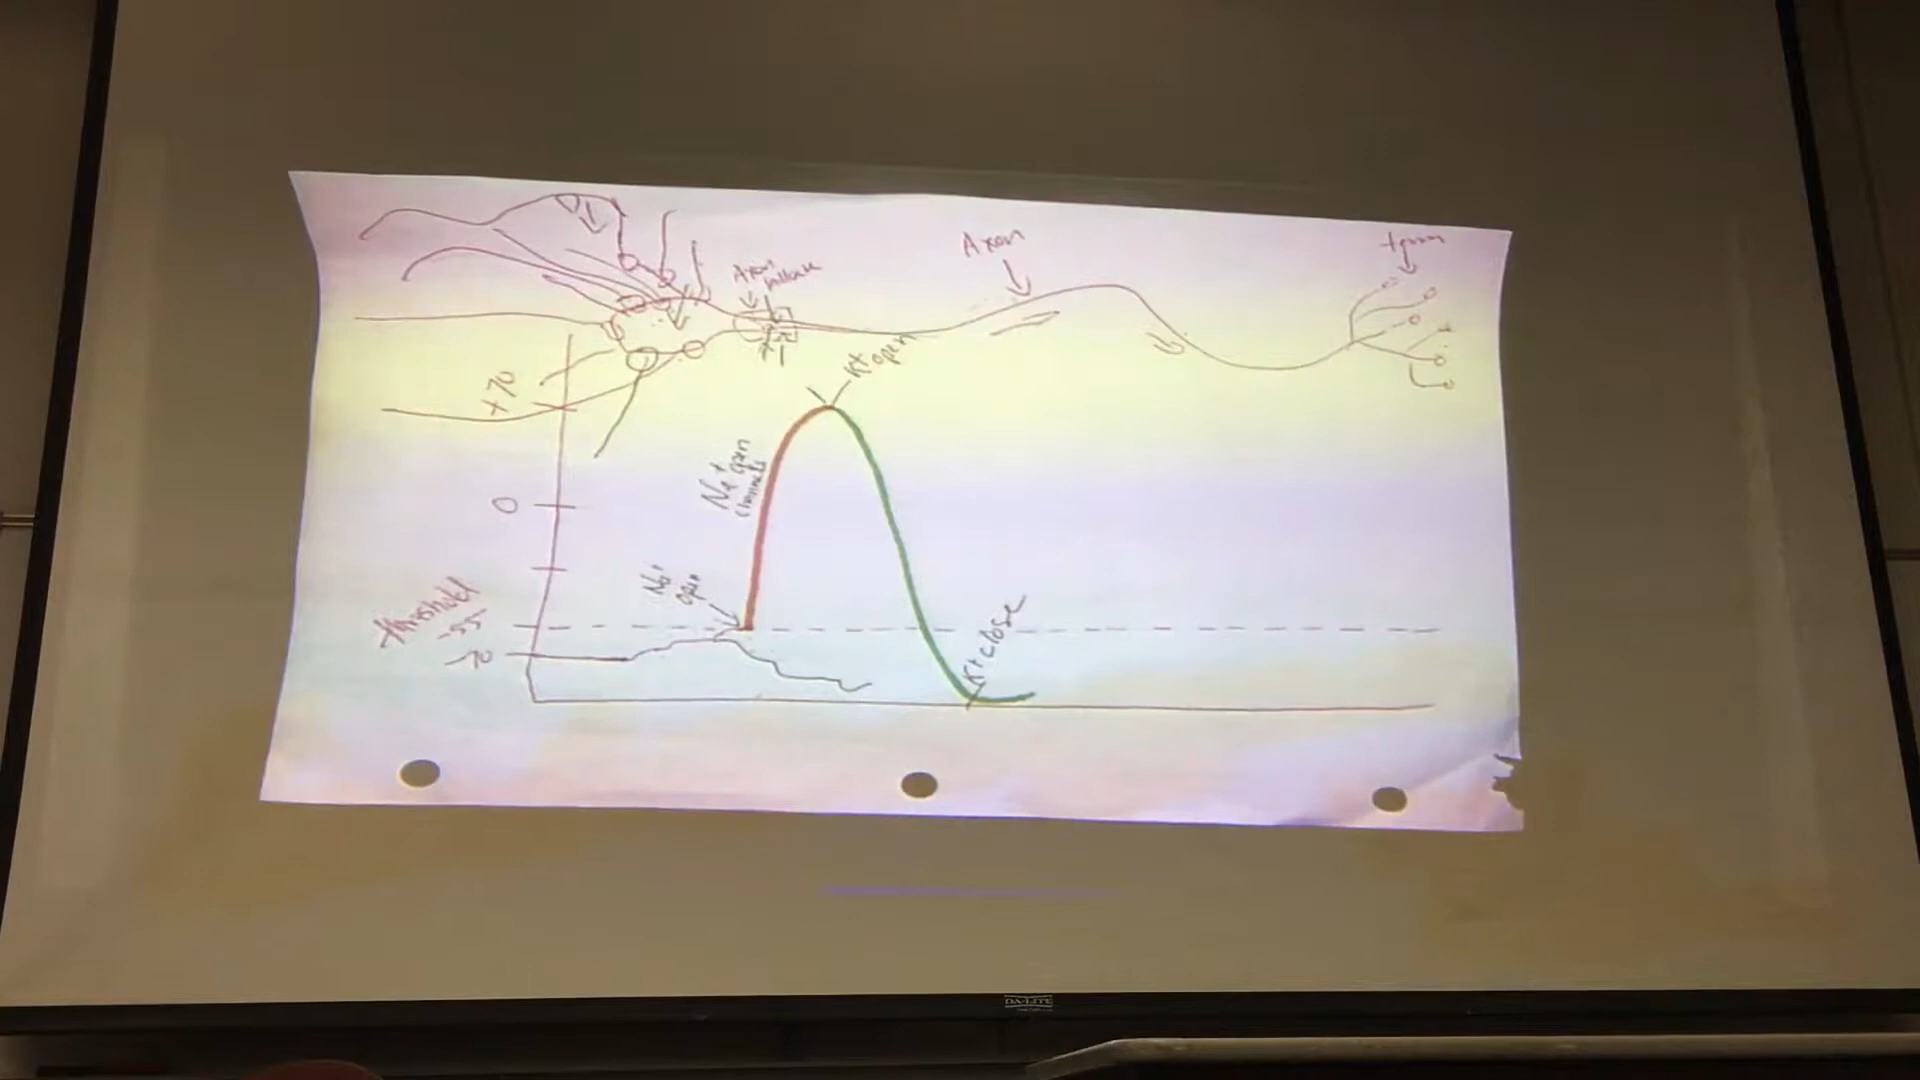 Axon
Axon
hillock
+70
K+ open
Na+ open
channels
0
Na+
open
threshold
-55
-70
K+ close
DA-LITE